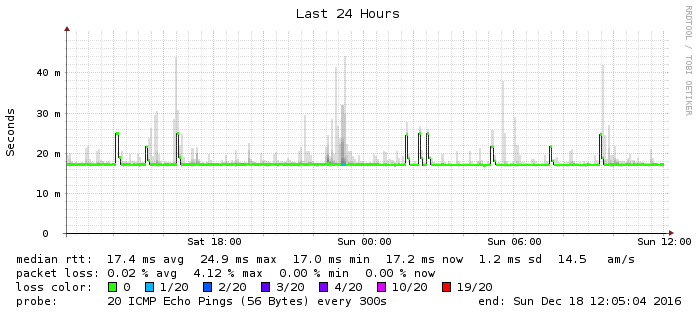 Last 24 Hours
RRDTOOL / TOBI OETIKER
Seconds
40 m
30 m
20 m
10 m
0
Sat 18:00 Sun 00:00 Sun 06:00 Sun 12:00
median rtt: 17.4 ms avg 24.9 ms max 17.0 ms min 17.2 ms now 1.2 ms sd 14.5 am/s
packet loss: 0.02 % avg 4.12 % max 0.00 % min 0.00 % now
loss color: 0 1/20 2/20 3/20 4/20 10/20 19/20
probe: 20 ICMP Echo Pings (56 Bytes) every 300s end: Sun Dec 18 12:05:04 2016